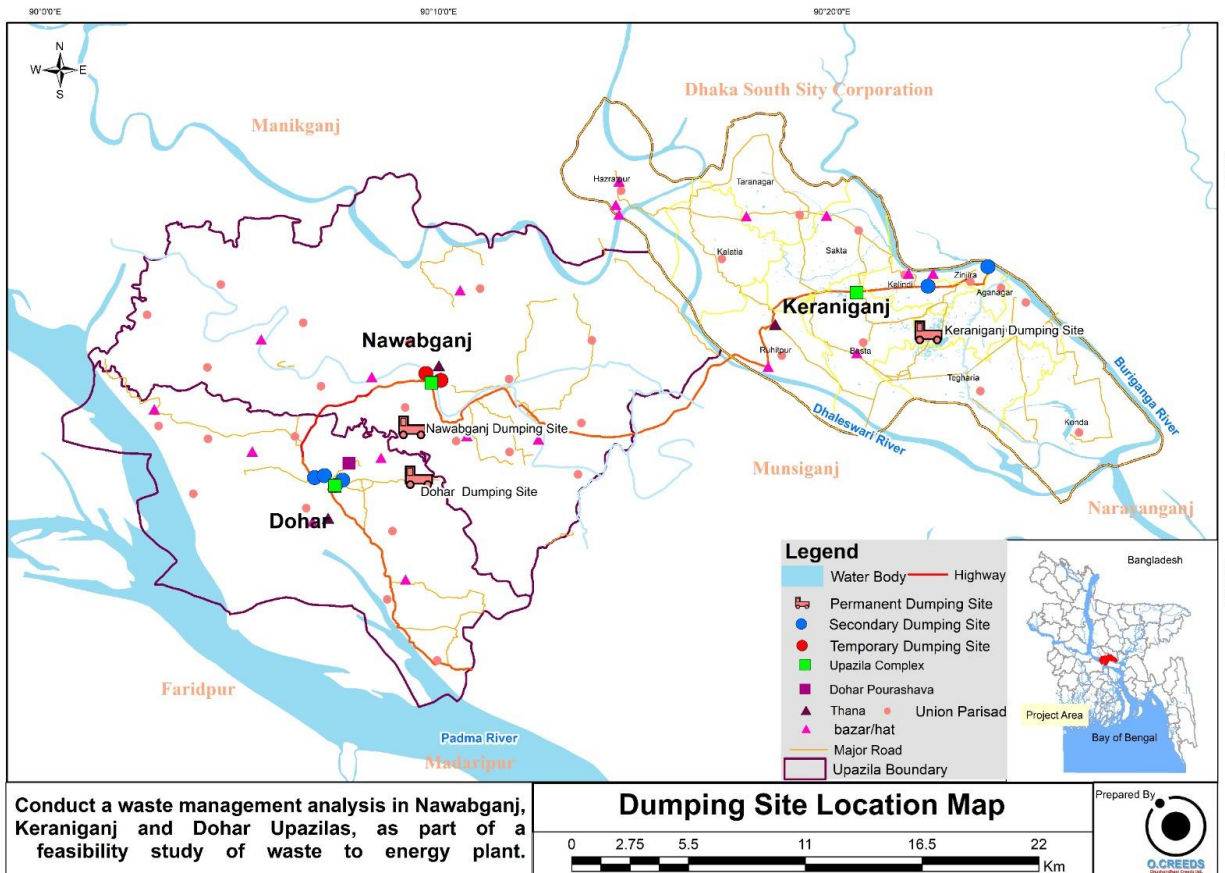 90°0'0"E
90°10'0"E
90°20'0"E
N
W E
S
Dhaka South Sity Corporation
Manikganj
Hazratpur
Taranagar
Kalatia
Sakta
Kalindi
Zinjira
Aganagar
Keraniganj
Keraniganj Dumping Site
Ruhitpur
Basta
Tegharia
Konda
Buriganga River
Dhaleswari River
Nawabganj
Nawabganj Dumping Site
Dohar Dumping Site
Dohar
Munsiganj
Narayanganj
Faridpur
Padma River
Madaripur
Legend
Water Body
Highway
Permanent Dumping Site
Secondary Dumping Site
Temporary Dumping Site
Upazila Complex
Dohar Pourashava
Thana
Union Parisad
bazar/hat
Major Road
Upazila Boundary
Bangladesh
Project Area
Bay of Bengal
Conduct a waste management analysis in Nawabganj,
Keraniganj and Dohar Upazilas, as part of a
feasibility study of waste to energy plant.
Dumping Site Location Map
0 2.75 5.5 11 16.5 22
Km
Prepared By
O.CREEDS